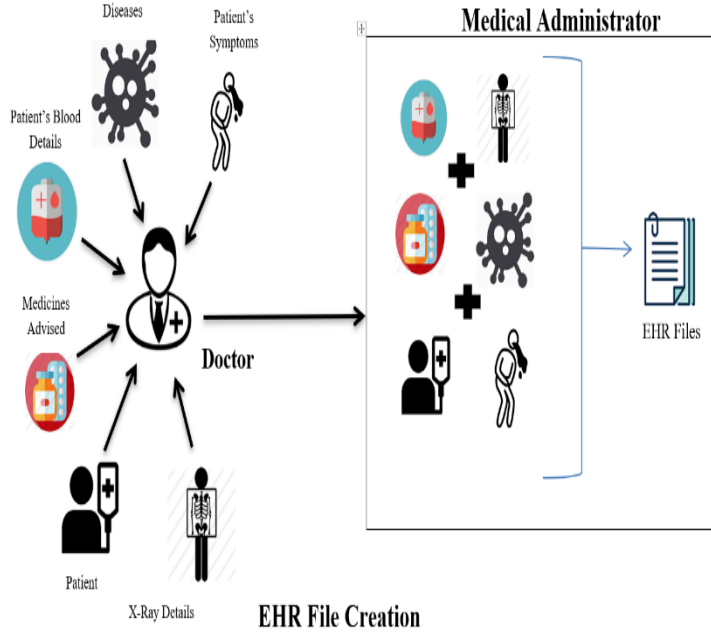 Diseases
Patient's
Symptoms
Medical Administrator
Patient's Blood
Details
Medicines
Advised
Doctor
EHR Files
Patient
X-Ray Details
EHR File Creation